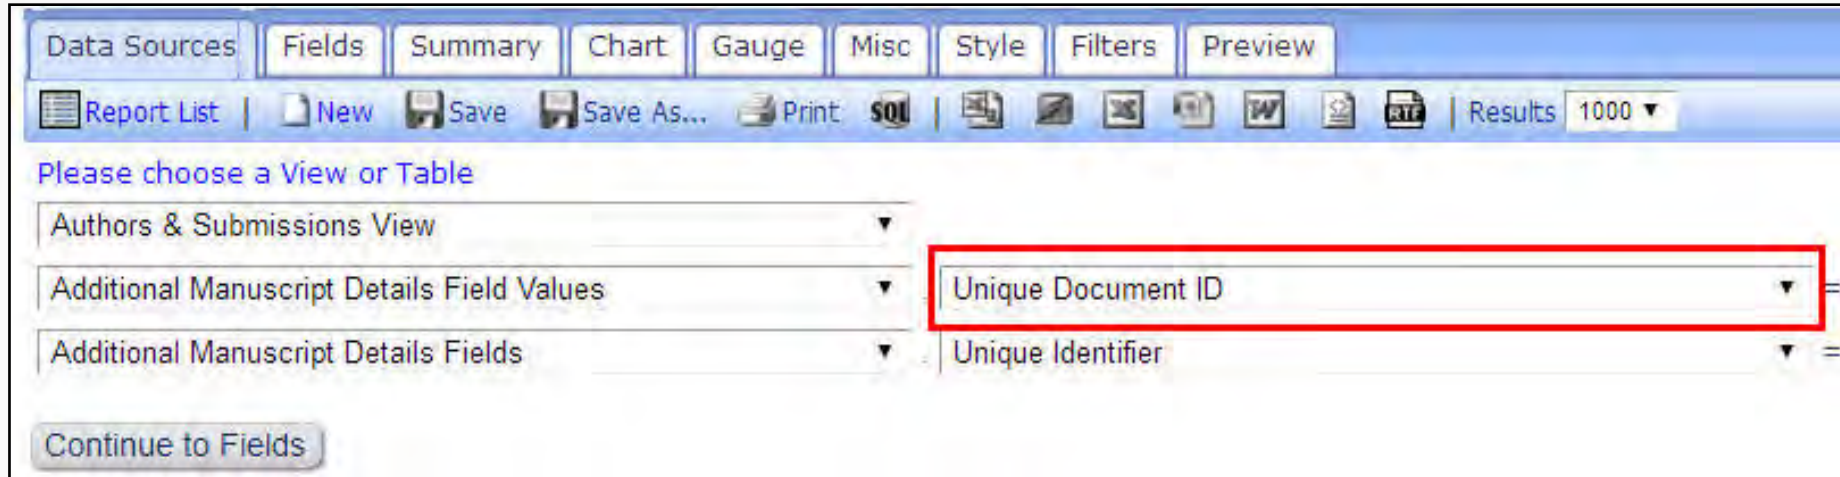 Data Sources Fields Summary Chart Gauge Misc Style Filters Preview
Report List | New Save Save As... Print SQL | W RTF | Results 1000 ▼
Please choose a View or Table
Authors & Submissions View ▼
Additional Manuscript Details Field Values ▼ . Unique Document ID ▼ =
Additional Manuscript Details Fields ▼ . Unique Identifier ▼ =
Continue to Fields